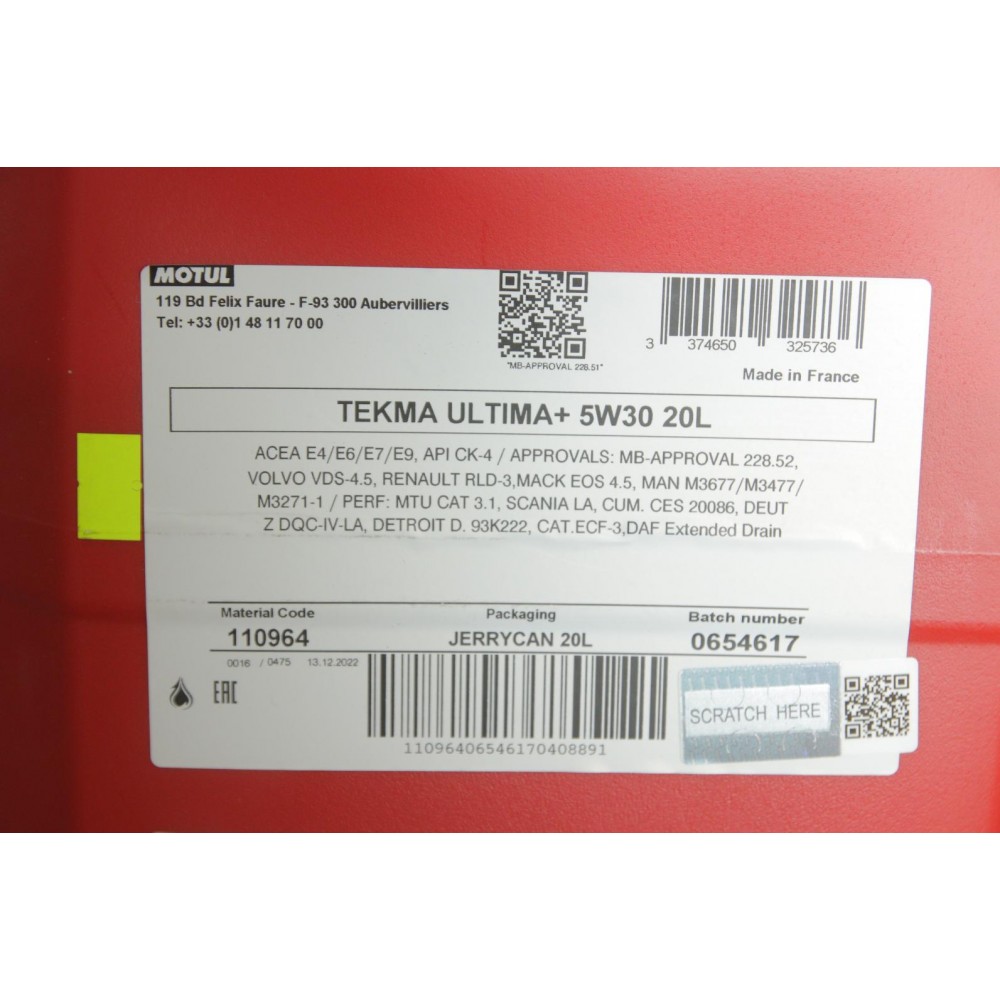 MOTUL
119 Bd Felix Faure - F-93 300 Aubervilliers
Tel: +33 (0)1 48 11 70 00
"MB-APPROVAL 228.51"
3 374650 325736
Made in France
TEKMA ULTIMA+ 5W30 20L
ACEA E4/E6/E7/E9, API CK-4 / APPROVALS: MB-APPROVAL 228.52,
VOLVO VDS-4.5, RENAULT RLD-3,MACK EOS 4.5, MAN M3677/M3477/
M3271-1 / PERF: MTU CAT 3.1, SCANIA LA, CUM. CES 20086, DEUT
Z DQC-IV-LA, DETROIT D. 93K222, CAT.ECF-3,DAF Extended Drain
Material Code Packaging Batch number
110964 JERRYCAN 20L 0654617
0016 / 0475 13.12.2022
EAC
SCRATCH HERE
11096406546170408891